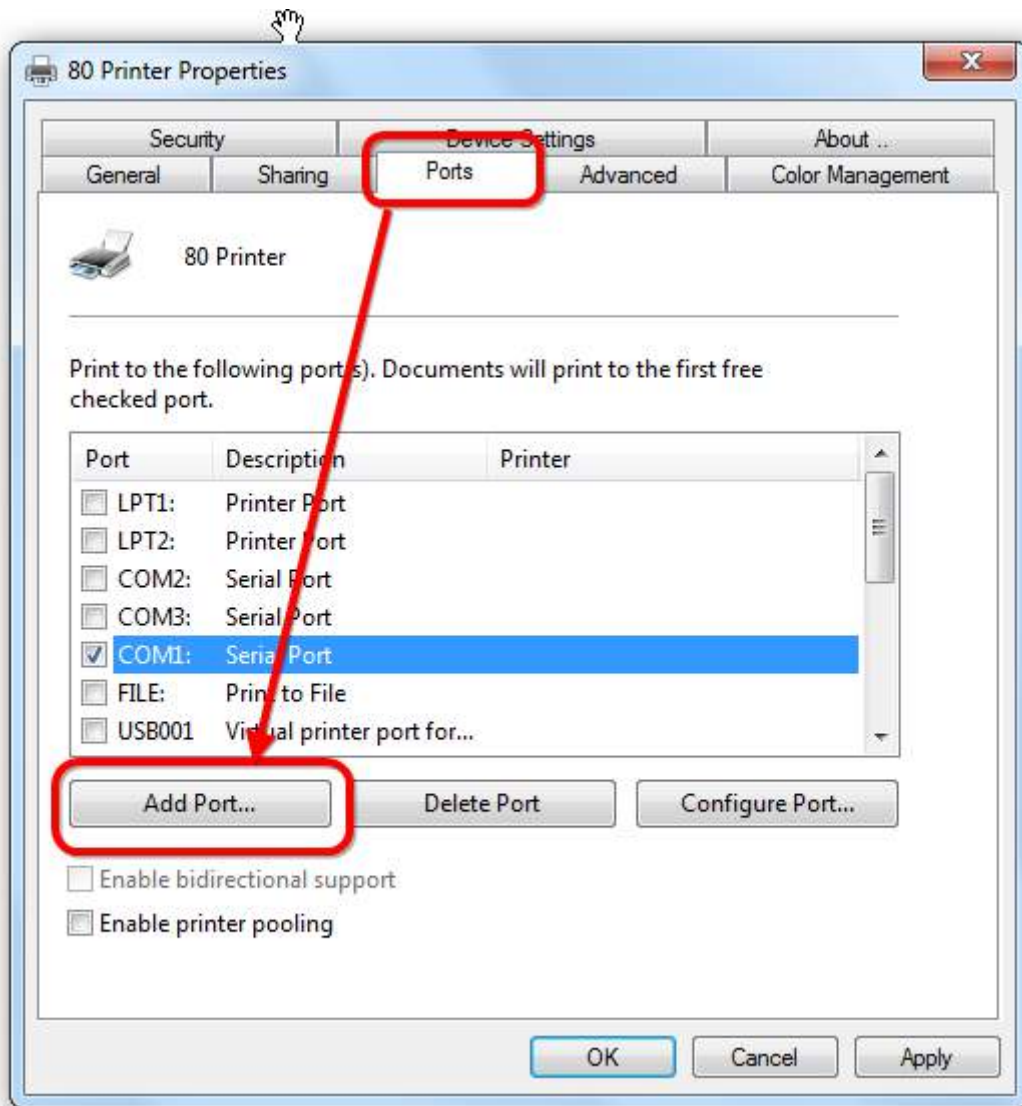 80 Printer Properties
Security Device Settings About ..
General Sharing Ports Advanced Color Management
80 Printer
Print to the following port(s). Documents will print to the first free
checked port.
Port Description Printer
LPT1: Printer Port
LPT2: Printer Port
COM2: Serial Port
COM3: Serial Port
COM1: Serial Port
FILE: Print to File
USB001 Virtual printer port for...
Add Port... Delete Port Configure Port...
Enable bidirectional support
Enable printer pooling
OK Cancel Apply